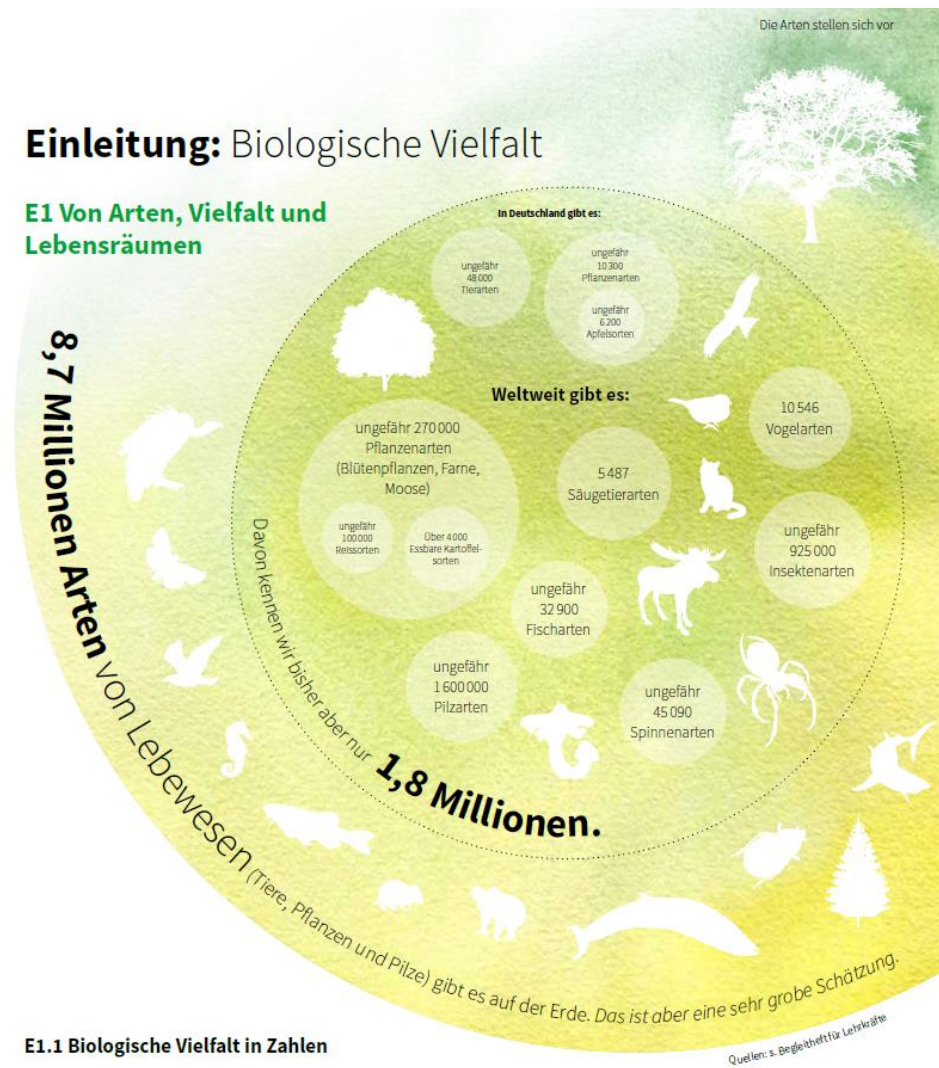 Die Arten stellen sich vor
Einleitung: Biologische Vielfalt
E1 Von Arten, Vielfalt und
Lebensräumen
In Deutschland gibt es:
ungefähr
48 000
Tierarten
ungefähr
10 300
Pflanzenarten
ungefähr
6 200
Apfelsorten
Weltweit gibt es:
10 546
Vogelarten
ungefähr 270 000
Pflanzenarten
(Blütenpflanzen, Farne,
Moose)
ungefähr
100 000
Reissorten
Über 4 000
Essbare Kartoffel-
sorten
5 487
Säugetierarten
ungefähr
925 000
Insektenarten
ungefähr
32 900
Fischarten
ungefähr
1 600 000
Pilzarten
ungefähr
45 090
Spinnenarten
Davon kennen wir bisher aber nur 1,8 Millionen.
8,7 Millionen Arten von Lebewesen (Tiere, Pflanzen und Pilze) gibt es auf der Erde. Das ist aber eine sehr grobe Schätzung.
E1.1 Biologische Vielfalt in Zahlen
Quellen: s. Begleitheft für Lehrkräfte